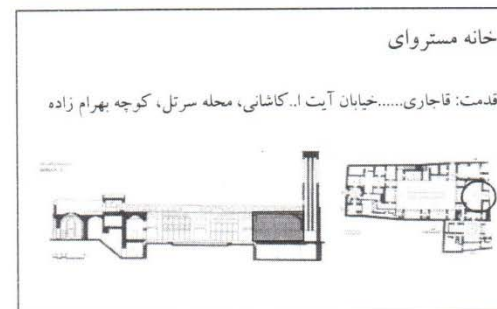 خانه مستروای
قدمت: قاجاری......خیابان آیت ا..کاشانی، محله سرتل، کوچه بهرام زاده